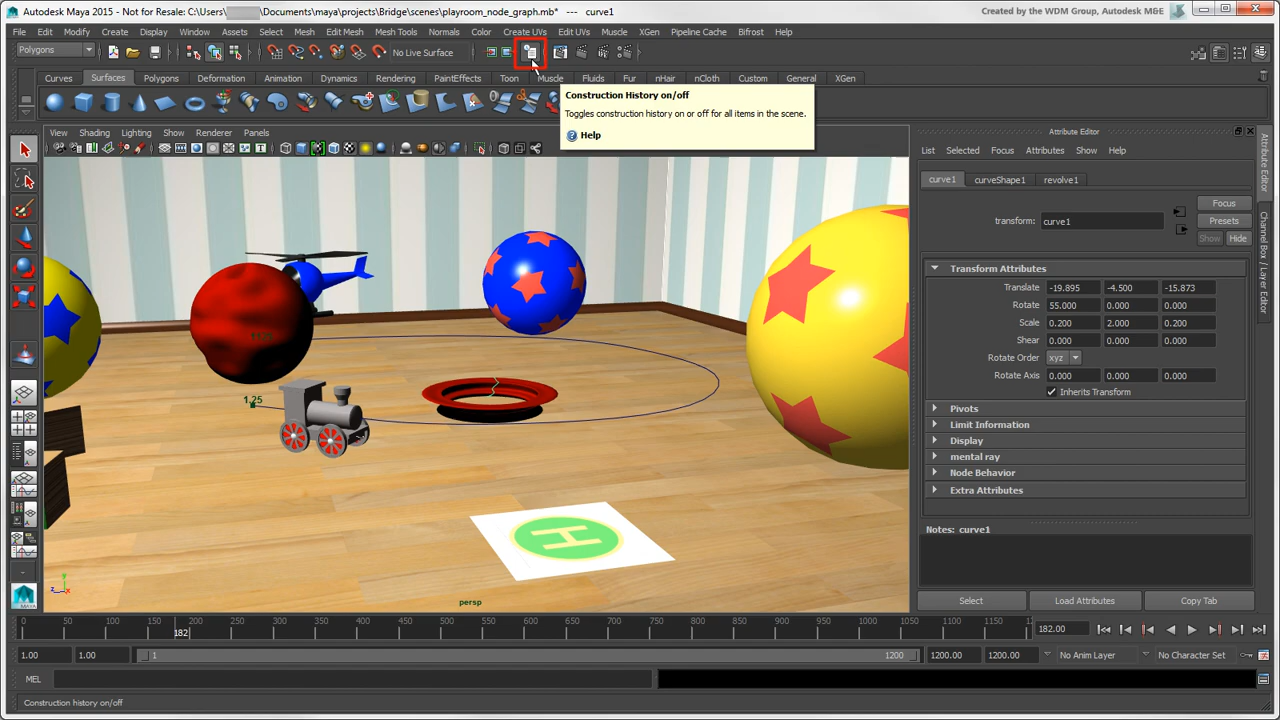 Autodesk Maya 2015 - Not for Resale: C:\Users\ \Documents\maya\projects\Bridge\scenes\playroom_node_graph.mb* --- curve1
Created by the WDM Group, Autodesk M&E
File Edit Modify Create Display Window Assets Select Mesh Edit Mesh Mesh Tools Normals Color Create UVs Edit UVs Muscle XGen Pipeline Cache Bifrost Help
Polygons
No Live Surface
Curves Surfaces Polygons Deformation Animation Dynamics Rendering PaintEffects Toon Muscle Fluids Fur nHair nCloth Custom General XGen
Construction History on/off
Toggles construction history on or off for all items in the scene.
Help
View Shading Lighting Show Renderer Panels
Attribute Editor
List Selected Focus Attributes Show Help
curve1 curveShape1 revolve1
Focus
transform: curve1
Presets
Show Hide
Transform Attributes
Translate -19.895 -4.500 -15.873
Rotate 55.000 0.000 0.000
Scale 0.200 2.000 0.200
Shear 0.000 0.000 0.000
Rotate Order xyz
Rotate Axis 0.000 0.000 0.000
Inherits Transform
Pivots
Limit Information
Display
mental ray
Node Behavior
Extra Attributes
Notes: curve1
Select Load Attributes Copy Tab
Attribute Editor
Channel Box / Layer Editor
1.25
H
persp
MAYA
0 50 100 150 200 250 300 350 400 450 500 550 600 650 700 750 800 850 900 950 1000 1050 1100 1150
182
182.00
1.00 1.00 1 1200 1200.00 1200.00 No Anim Layer No Character Set
MEL
Construction history on/off